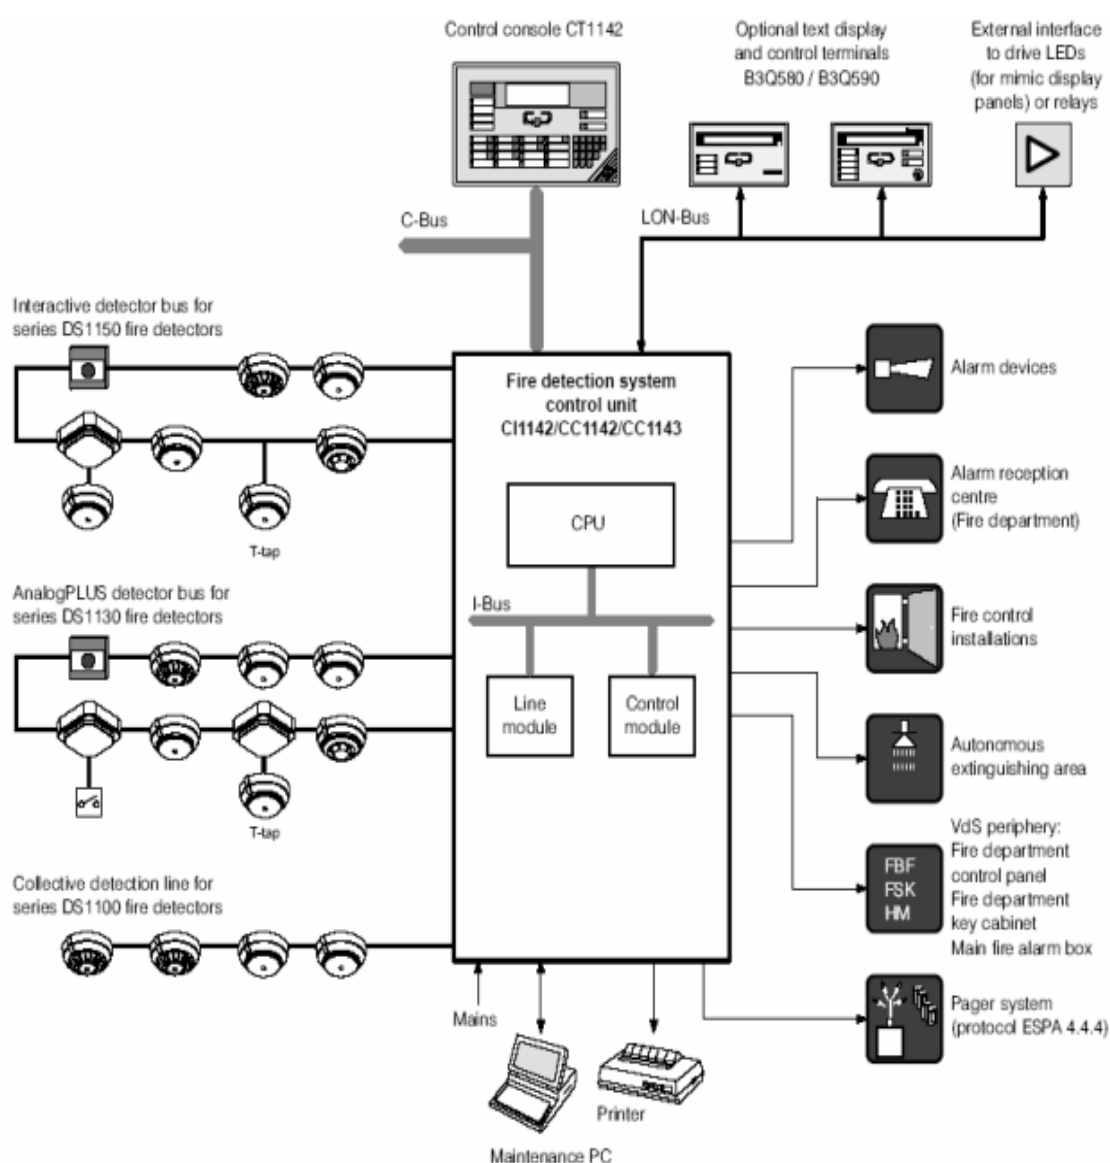 Control console CT1142
Optional text display
and control terminals
B3Q580 / B3Q590
External interface
to drive LEDs
(for mimic display
panels) or relays
C-Bus
LON-Bus
Interactive detector bus for
series DS1150 fire detectors
T-tap
AnalogPLUS detector bus for
series DS1130 fire detectors
T-tap
Collective detection line for
series DS1100 fire detectors
Fire detection system
control unit
CI1142/CC1142/CC1143
CPU
I-Bus
Line
module
Control
module
Alarm devices
Alarm reception
centre
(Fire department)
Fire control
installations
Autonomous
extinguishing area
FBF
FSK
HM
VdS periphery:
Fire department
control panel
Fire department
key cabinet
Main fire alarm box
Pager system
(protocol ESPA 4.4.4)
Mains
Printer
Maintenance PC